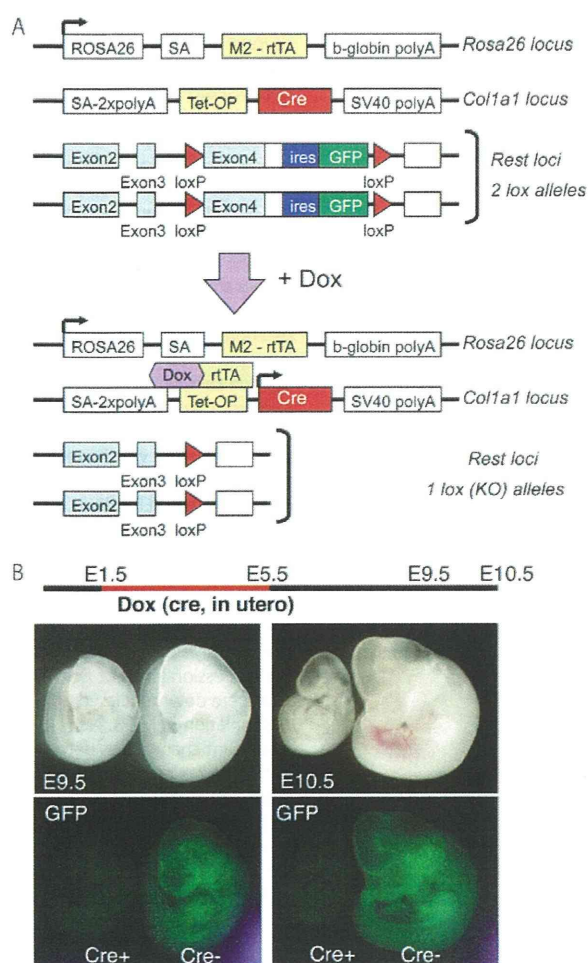 A
ROSA26 SA M2 - rtTA b-globin polyA Rosa26 locus
SA-2xpolyA Tet-OP Cre SV40 polyA Col1a1 locus
Exon2 Exon4 ires GFP
Exon3 loxP loxP
Rest loci
2 lox alleles
Exon2 Exon4 ires GFP
Exon3 loxP loxP
+ Dox
ROSA26 SA M2 - rtTA b-globin polyA Rosa26 locus
Dox rtTA
SA-2xpolyA Tet-OP Cre SV40 polyA Col1a1 locus
Exon2
Exon3 loxP
Rest loci
1 lox (KO) alleles
Exon2
Exon3 loxP
B
E1.5 E5.5 E9.5 E10.5
Dox (cre, in utero)
E9.5 E10.5
GFP GFP
Cre+ Cre- Cre+ Cre-